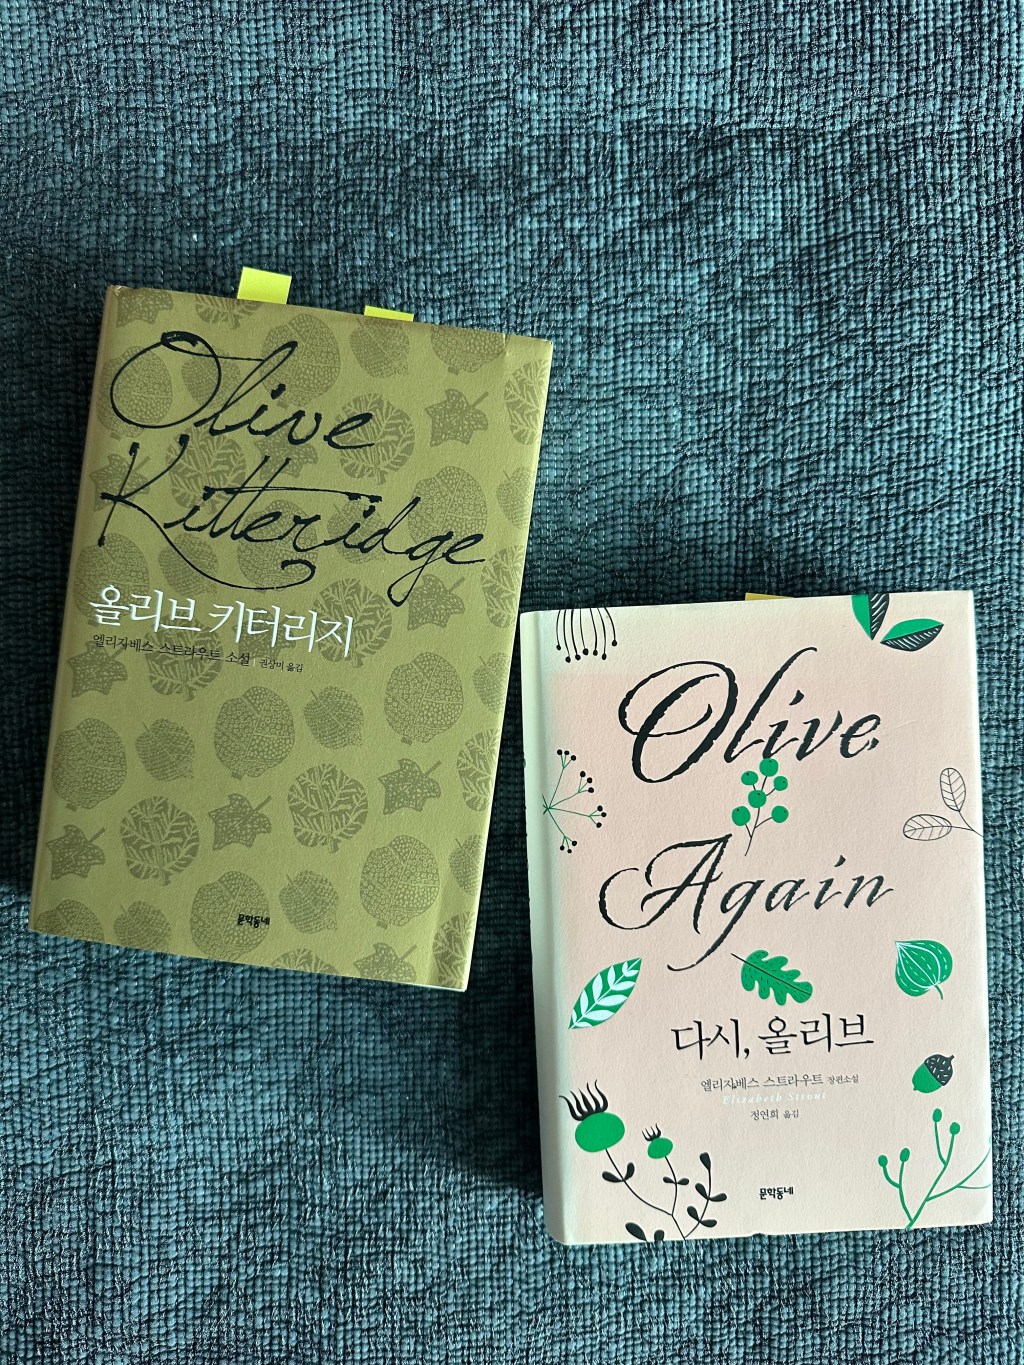 Olive
Kitteridge
올리브 키터리지
엘리자베스 스트라우트 소설 | 권상미 옮김
문학동네
Olive,
Again
다시, 올리브
엘리자베스 스트라우트 장편소설
Elizabeth Strout
정연희 옮김
문학동네